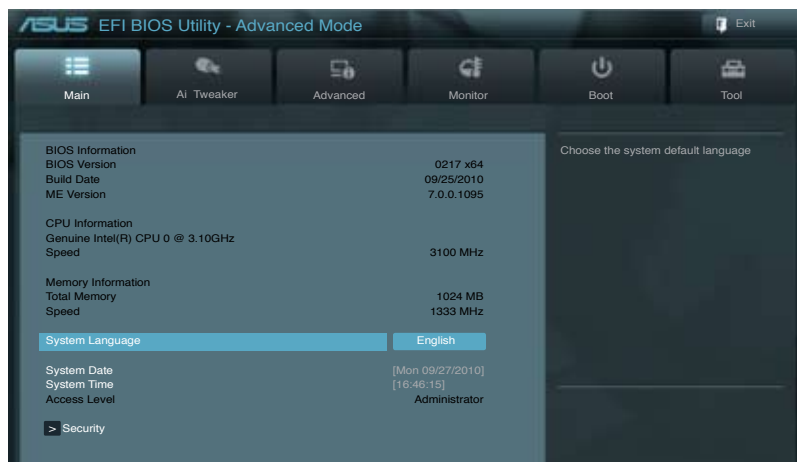 ASUS EFI BIOS Utility - Advanced Mode
Exit
Main
Ai Tweaker
Advanced
Monitor
Boot
Tool
BIOS Information
BIOS Version 0217 x64
Build Date 09/25/2010
ME Version 7.0.0.1095
CPU Information
Genuine Intel(R) CPU 0 @ 3.10GHz
Speed 3100 MHz
Memory Information
Total Memory 1024 MB
Speed 1333 MHz
System Language English
System Date [Mon 09/27/2010]
System Time [16:46:15]
Access Level Administrator
> Security
Choose the system default language